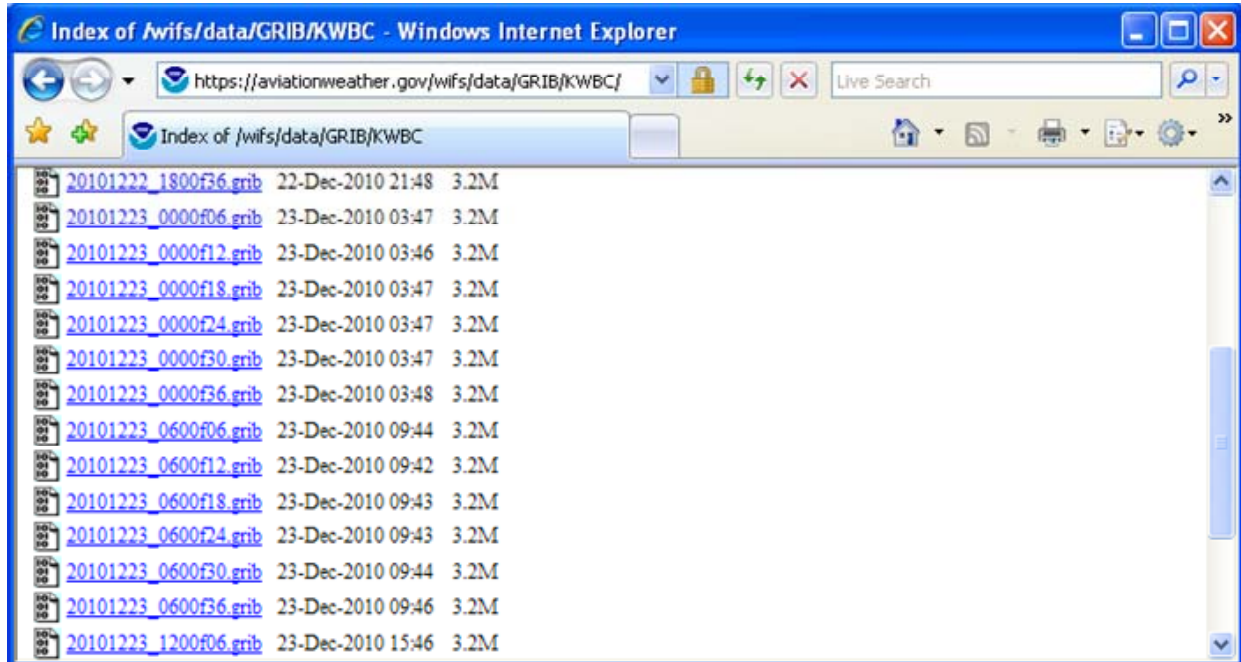 Index of /wifs/data/GRIB/KWBC - Windows Internet Explorer
https://aviationweather.gov/wifs/data/GRIB/KWBC/ Live Search
Index of /wifs/data/GRIB/KWBC
20101222_1800f36.grib 22-Dec-2010 21:48 3.2M
20101223_0000f06.grib 23-Dec-2010 03:47 3.2M
20101223_0000f12.grib 23-Dec-2010 03:46 3.2M
20101223_0000f18.grib 23-Dec-2010 03:47 3.2M
20101223_0000f24.grib 23-Dec-2010 03:47 3.2M
20101223_0000f30.grib 23-Dec-2010 03:47 3.2M
20101223_0000f36.grib 23-Dec-2010 03:48 3.2M
20101223_0600f06.grib 23-Dec-2010 09:44 3.2M
20101223_0600f12.grib 23-Dec-2010 09:42 3.2M
20101223_0600f18.grib 23-Dec-2010 09:43 3.2M
20101223_0600f24.grib 23-Dec-2010 09:43 3.2M
20101223_0600f30.grib 23-Dec-2010 09:44 3.2M
20101223_0600f36.grib 23-Dec-2010 09:46 3.2M
20101223_1200f06.grib 23-Dec-2010 15:46 3.2M